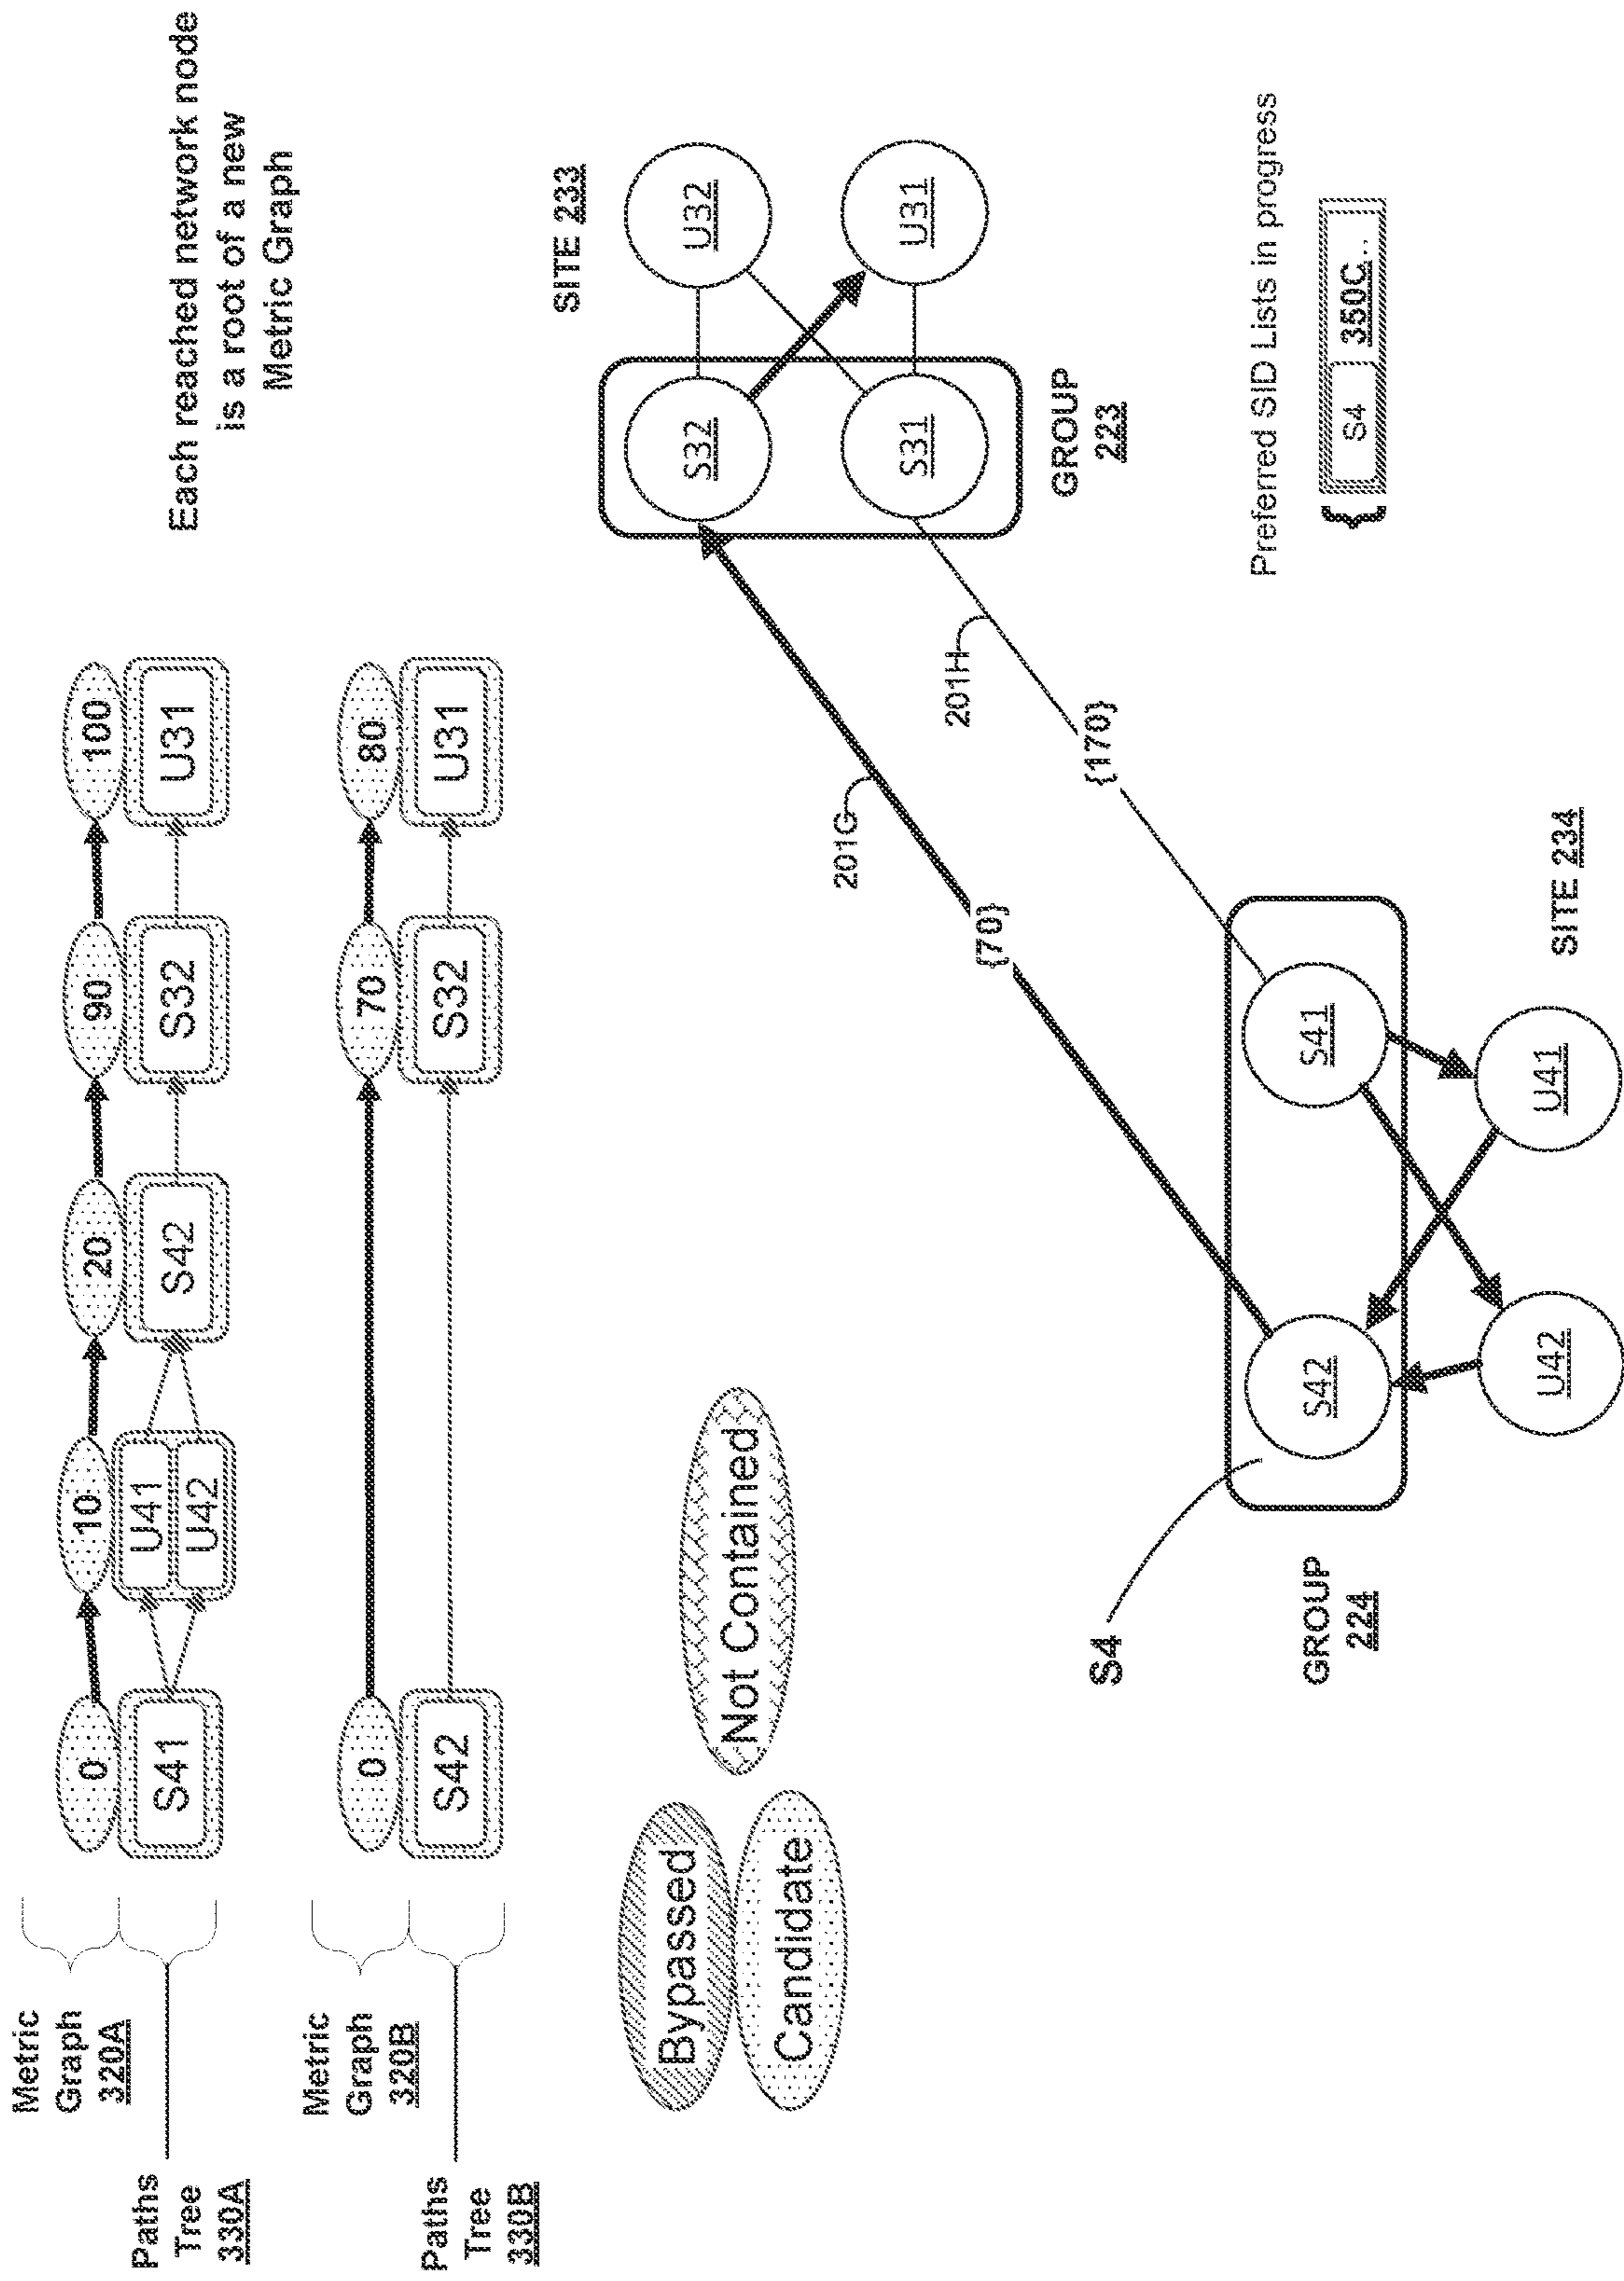 Metric
Graph
320A
Paths
Tree
330A
0
10
20
90
100
S41
U41
U42
S42
S32
U31
Each reached network node
is a root of a new
Metric Graph
Metric
Graph
320B
Paths
Tree
330B
0
70
80
S42
S32
U31
Bypassed
Candidate
Not Contained
SITE 233
S32
U32
S31
U31
GROUP
223
201G
{70}
201H
{170}
S4
GROUP
224
S42
S41
U42
U41
SITE 234
Preferred SID Lists in progress
{
S4
350C..